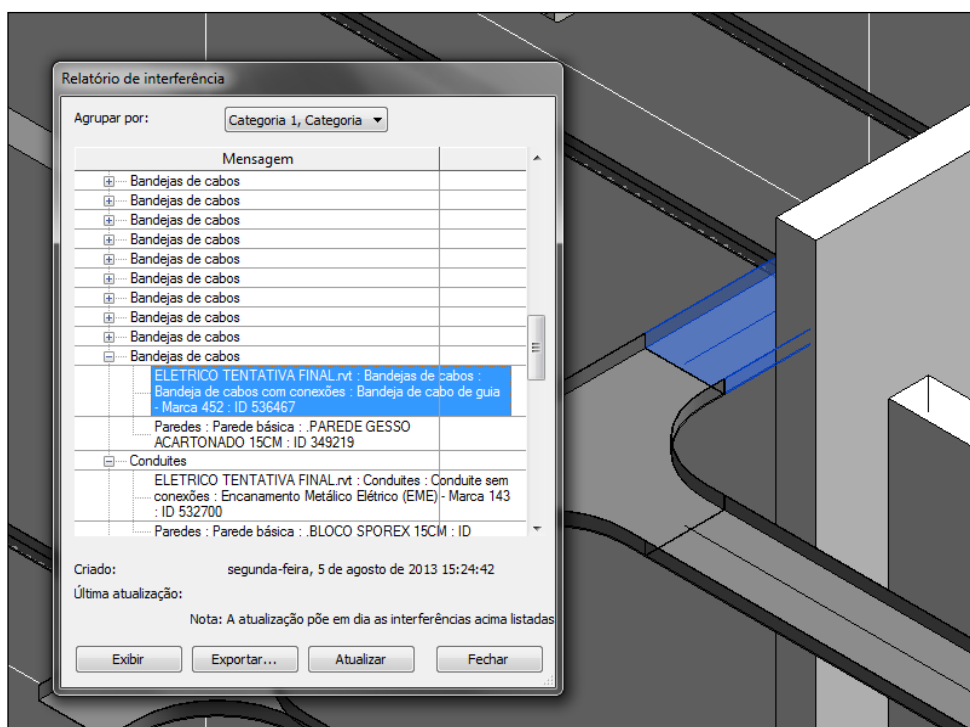 Relatório de interferência
Agrupar por:
Categoria 1, Categoria
Mensagem
Bandejas de cabos
Bandejas de cabos
Bandejas de cabos
Bandejas de cabos
Bandejas de cabos
Bandejas de cabos
Bandejas de cabos
Bandejas de cabos
Bandejas de cabos
Bandejas de cabos
ELETRICO TENTATIVA FINAL.rvt : Bandejas de cabos :
Bandeja de cabos com conexões : Bandeja de cabo de guia
- Marca 452 : ID 536467
Paredes : Parede básica : .PAREDE GESSO
ACARTONADO 15CM : ID 349219
Conduites
ELETRICO TENTATIVA FINAL.rvt : Conduites : Conduite sem
conexões : Encanamento Metálico Elétrico (EME) - Marca 143
: ID 532700
Paredes : Parede básica : .BLOCO SPOREX 15CM : ID
Criado:
segunda-feira, 5 de agosto de 2013 15:24:42
Última atualização:
Nota: A atualização põe em dia as interferências acima listadas
Exibir
Exportar...
Atualizar
Fechar